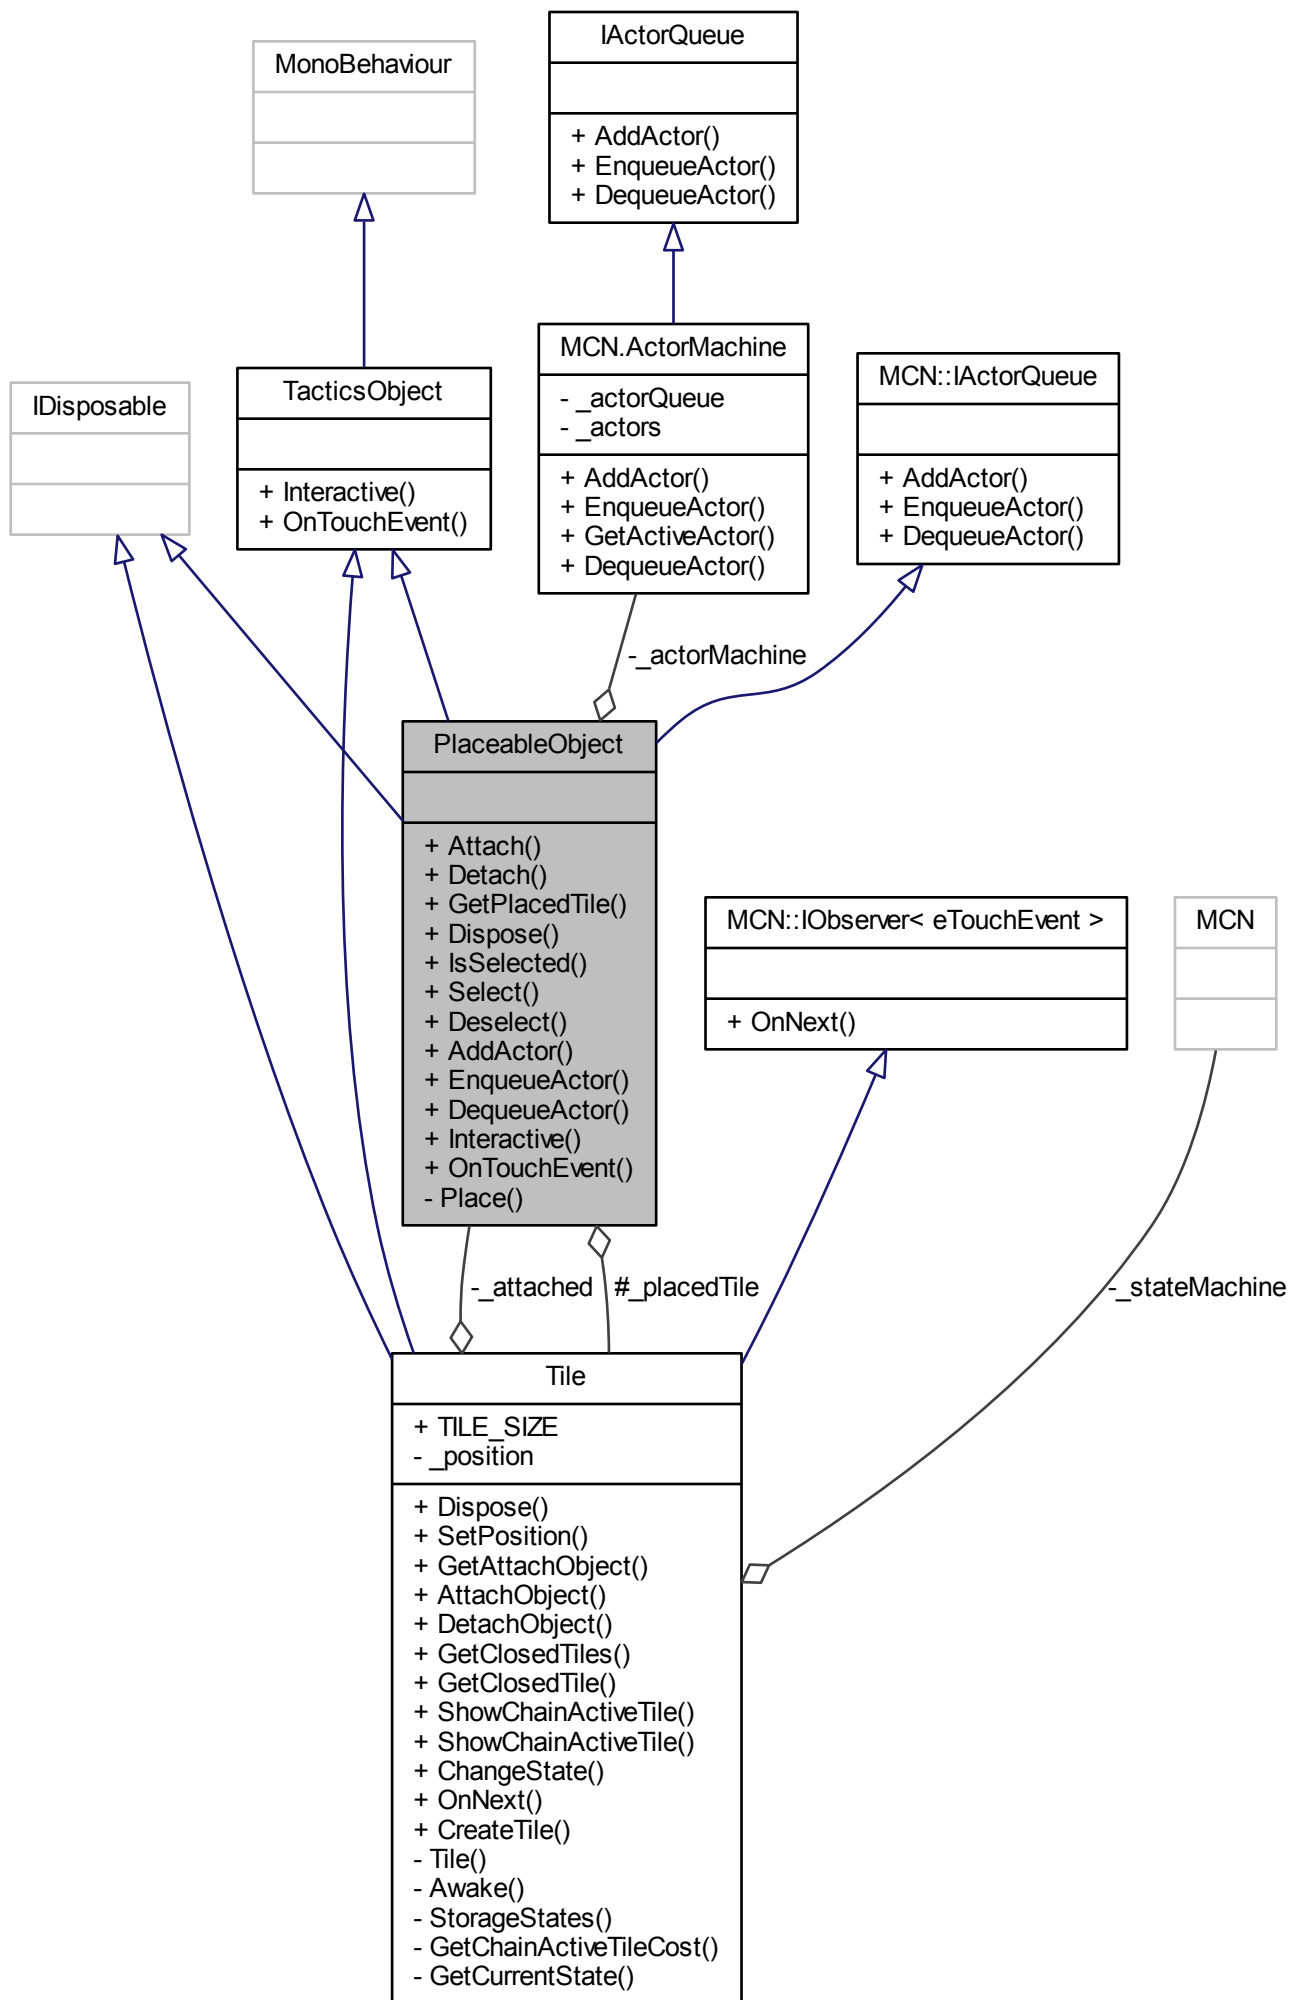 IActorQueue
+ AddActor()
+ EnqueueActor()
+ DequeueActor()
MonoBehaviour
MCN.ActorMachine
- _actorQueue
- _actors
+ AddActor()
+ EnqueueActor()
+ GetActiveActor()
+ DequeueActor()
MCN::IActorQueue
+ AddActor()
+ EnqueueActor()
+ DequeueActor()
TacticsObject
+ Interactive()
+ OnTouchEvent()
IDisposable
-_actorMachine
PlaceableObject
+ Attach()
+ Detach()
+ GetPlacedTile()
+ Dispose()
+ IsSelected()
+ Select()
+ Deselect()
+ AddActor()
+ EnqueueActor()
+ DequeueActor()
+ Interactive()
+ OnTouchEvent()
- Place()
MCN::IObserver< eTouchEvent >
+ OnNext()
MCN
-_attached
#_placedTile
-_stateMachine
Tile
+ TILE_SIZE
- _position
+ Dispose()
+ SetPosition()
+ GetAttachObject()
+ AttachObject()
+ DetachObject()
+ GetClosedTiles()
+ GetClosedTile()
+ ShowChainActiveTile()
+ ShowChainActiveTile()
+ ChangeState()
+ OnNext()
+ CreateTile()
- Tile()
- Awake()
- StorageStates()
- GetChainActiveTileCost()
- GetCurrentState()